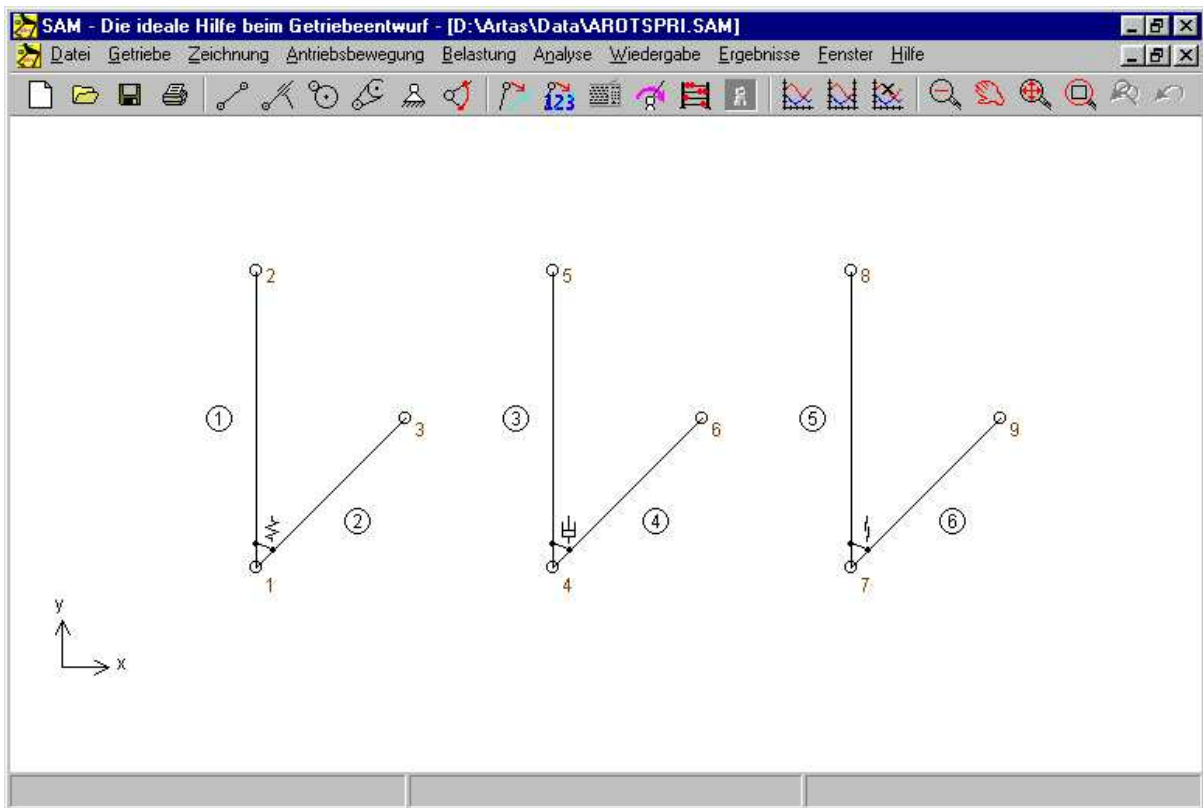 SAM - Die ideale Hilfe beim Getriebeentwurf - [D:\Artas\Data\AROTSPRI.SAM]
Datei Getriebe Zeichnung Antriebsbewegung Belastung Analyse Wiedergabe Ergebnisse Fenster Hilfe
123
2 5 8
1 3 3 6 5 9
2 4 6
1 4 7
y
x